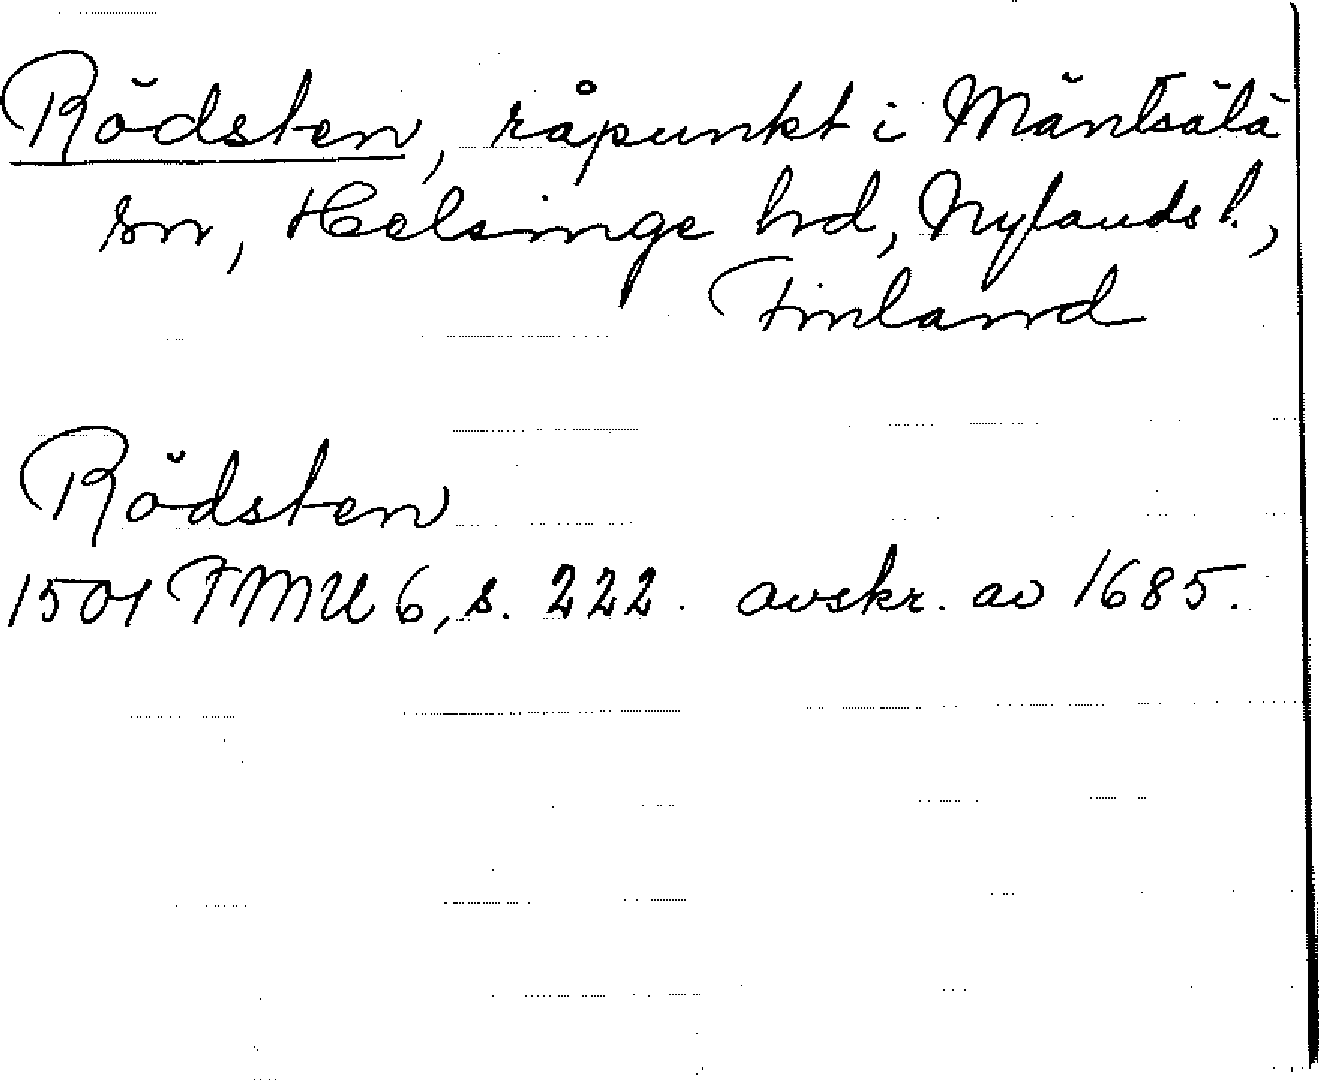 Rödsten, råpunkt i Mäntsälä
sn, Helsinge hd, Nylands l.,
Finland
Rödsten
1501 FMU 6, s. 222. avskr. av 1685.